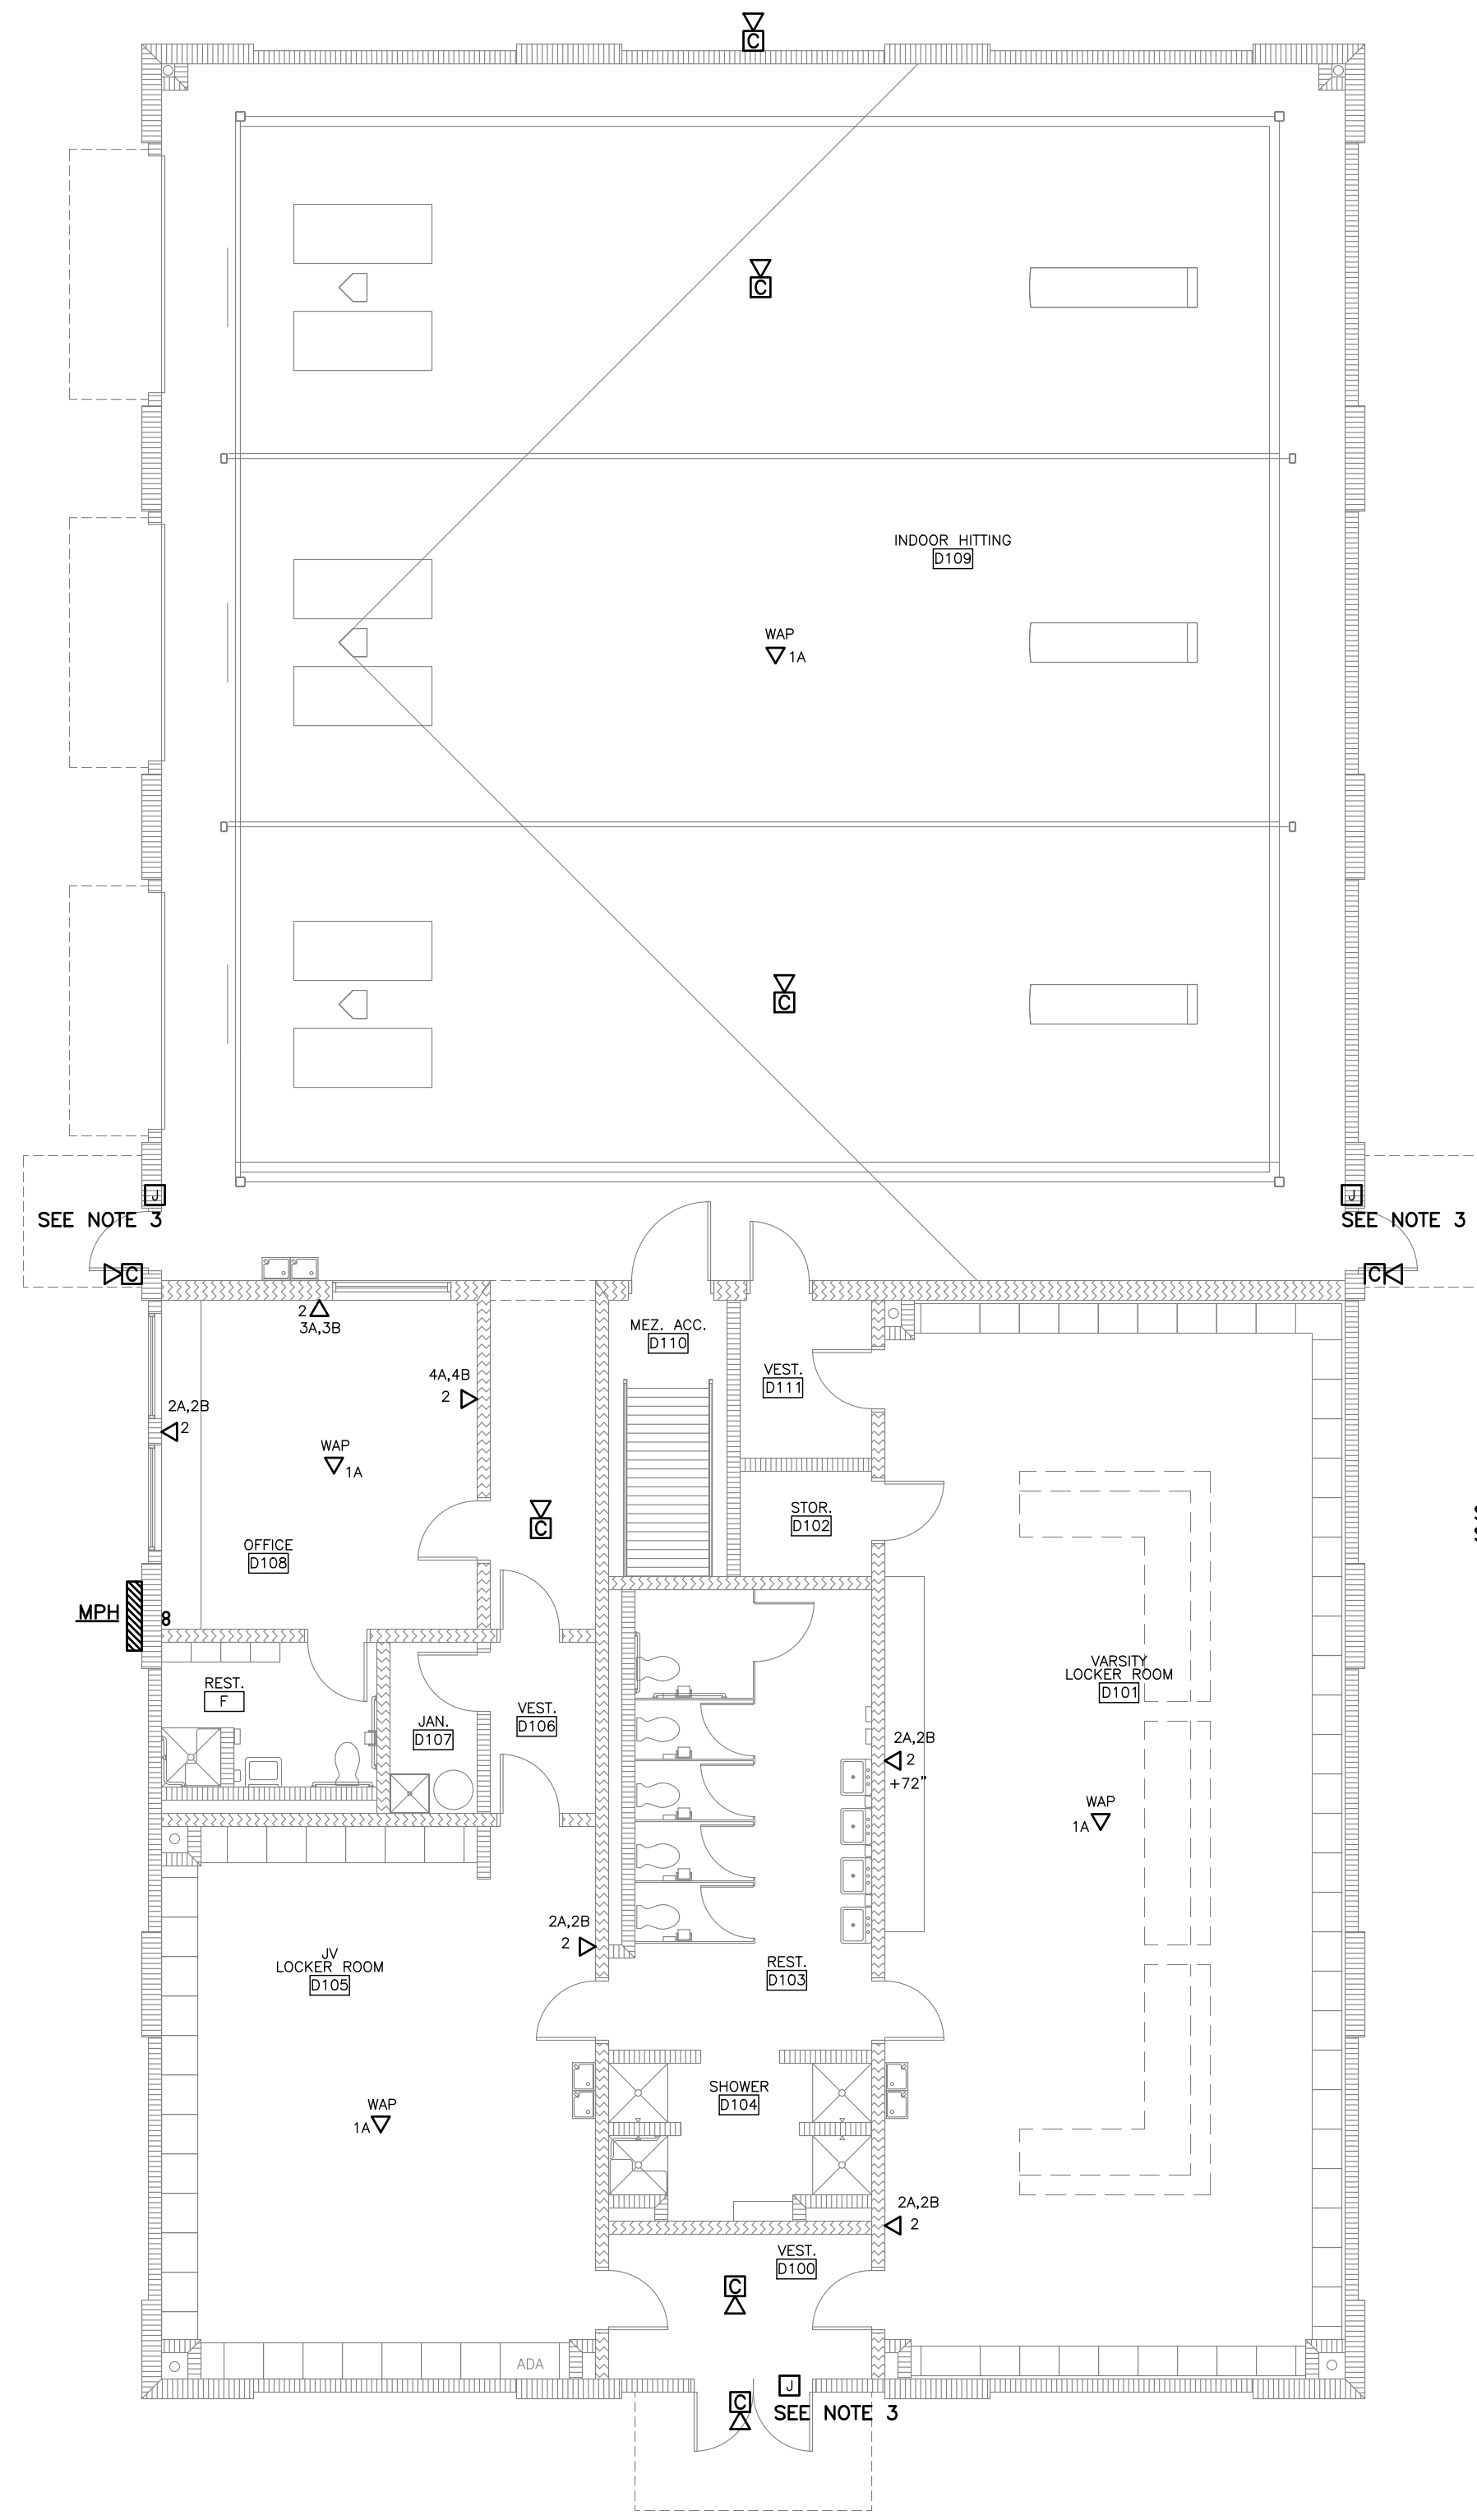 C
C
INDOOR HITTING
D109
WAP
1A
C
J
J
SEE NOTE 3
SEE NOTE 3
C
C
2
3A,3B
MEZ. ACC.
D110
4A,4B
2
VEST.
D111
2A,2B
2
WAP
1A
STOR.
D102
C
OFFICE
D108
MPH
8
VARSITY
LOCKER ROOM
D101
REST.
F
VEST.
D106
JAN.
D107
2A,2B
2
+72"
WAP
1A
2A,2B
2
JV
LOCKER ROOM
D105
REST.
D103
SHOWER
D104
WAP
1A
2A,2B
2
VEST.
D100
C
ADA
J
C
SEE NOTE 3